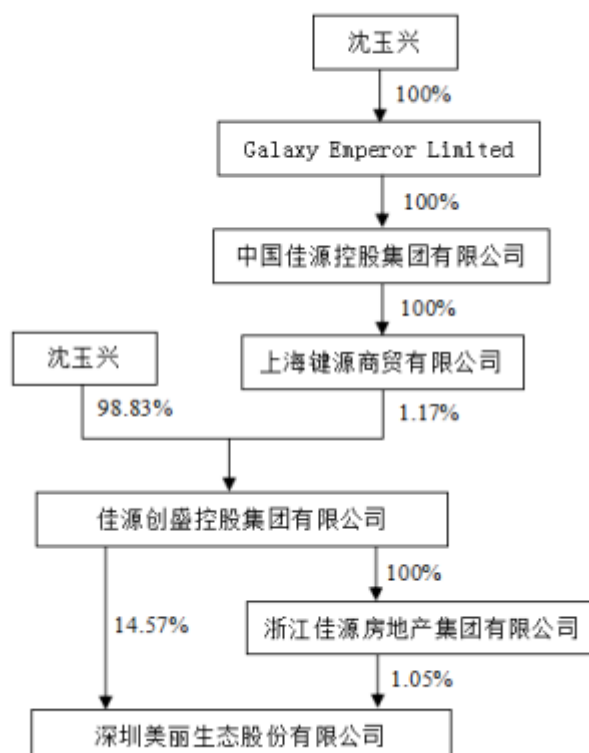 沈玉兴
100%
Galaxy Emperor Limited
100%
中国佳源控股集团有限公司
100%
沈玉兴
上海键源商贸有限公司
98.83%
1.17%
佳源创盛控股集团有限公司
100%
14.57%
浙江佳源房地产集团有限公司
1.05%
深圳美丽生态股份有限公司